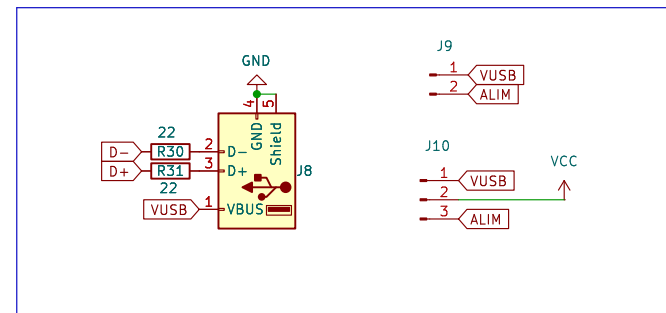 J9
GND
1 VUSB
2 ALIM
4 5
GND Shield
22
D- R30 2 D-
D+ R31 3 D+
J8
22
VUSB 1 VBUS
J10
VCC
1 VUSB
2
3 ALIM